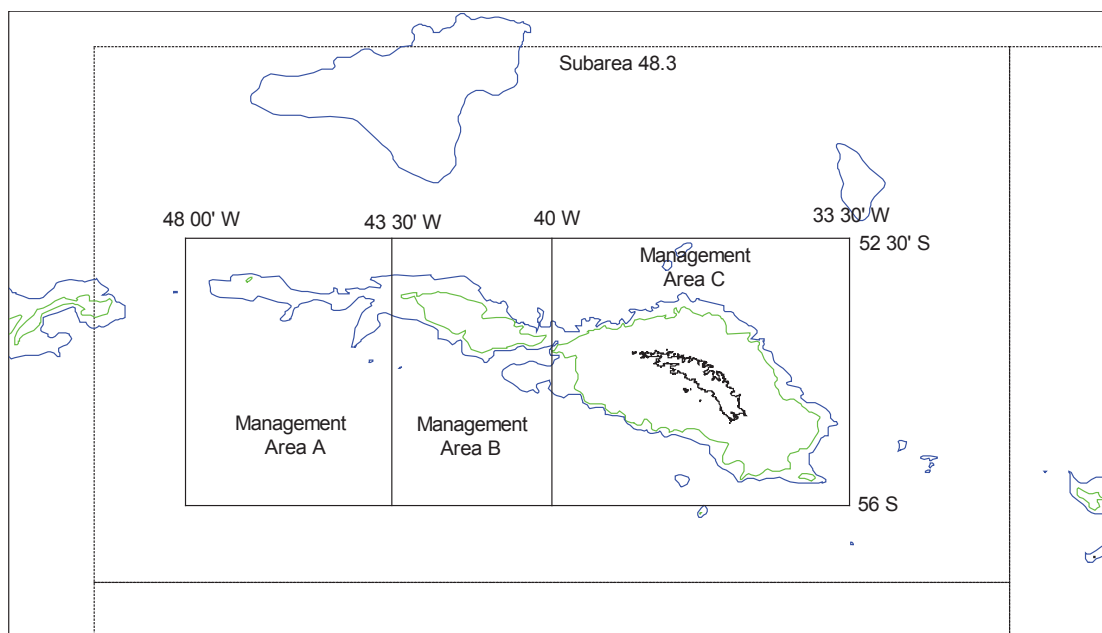 Subarea 48.3
48 00' W
43 30' W
40 W
33 30' W
52 30' S
Management
Area C
Management
Area A
Management
Area B
56 S